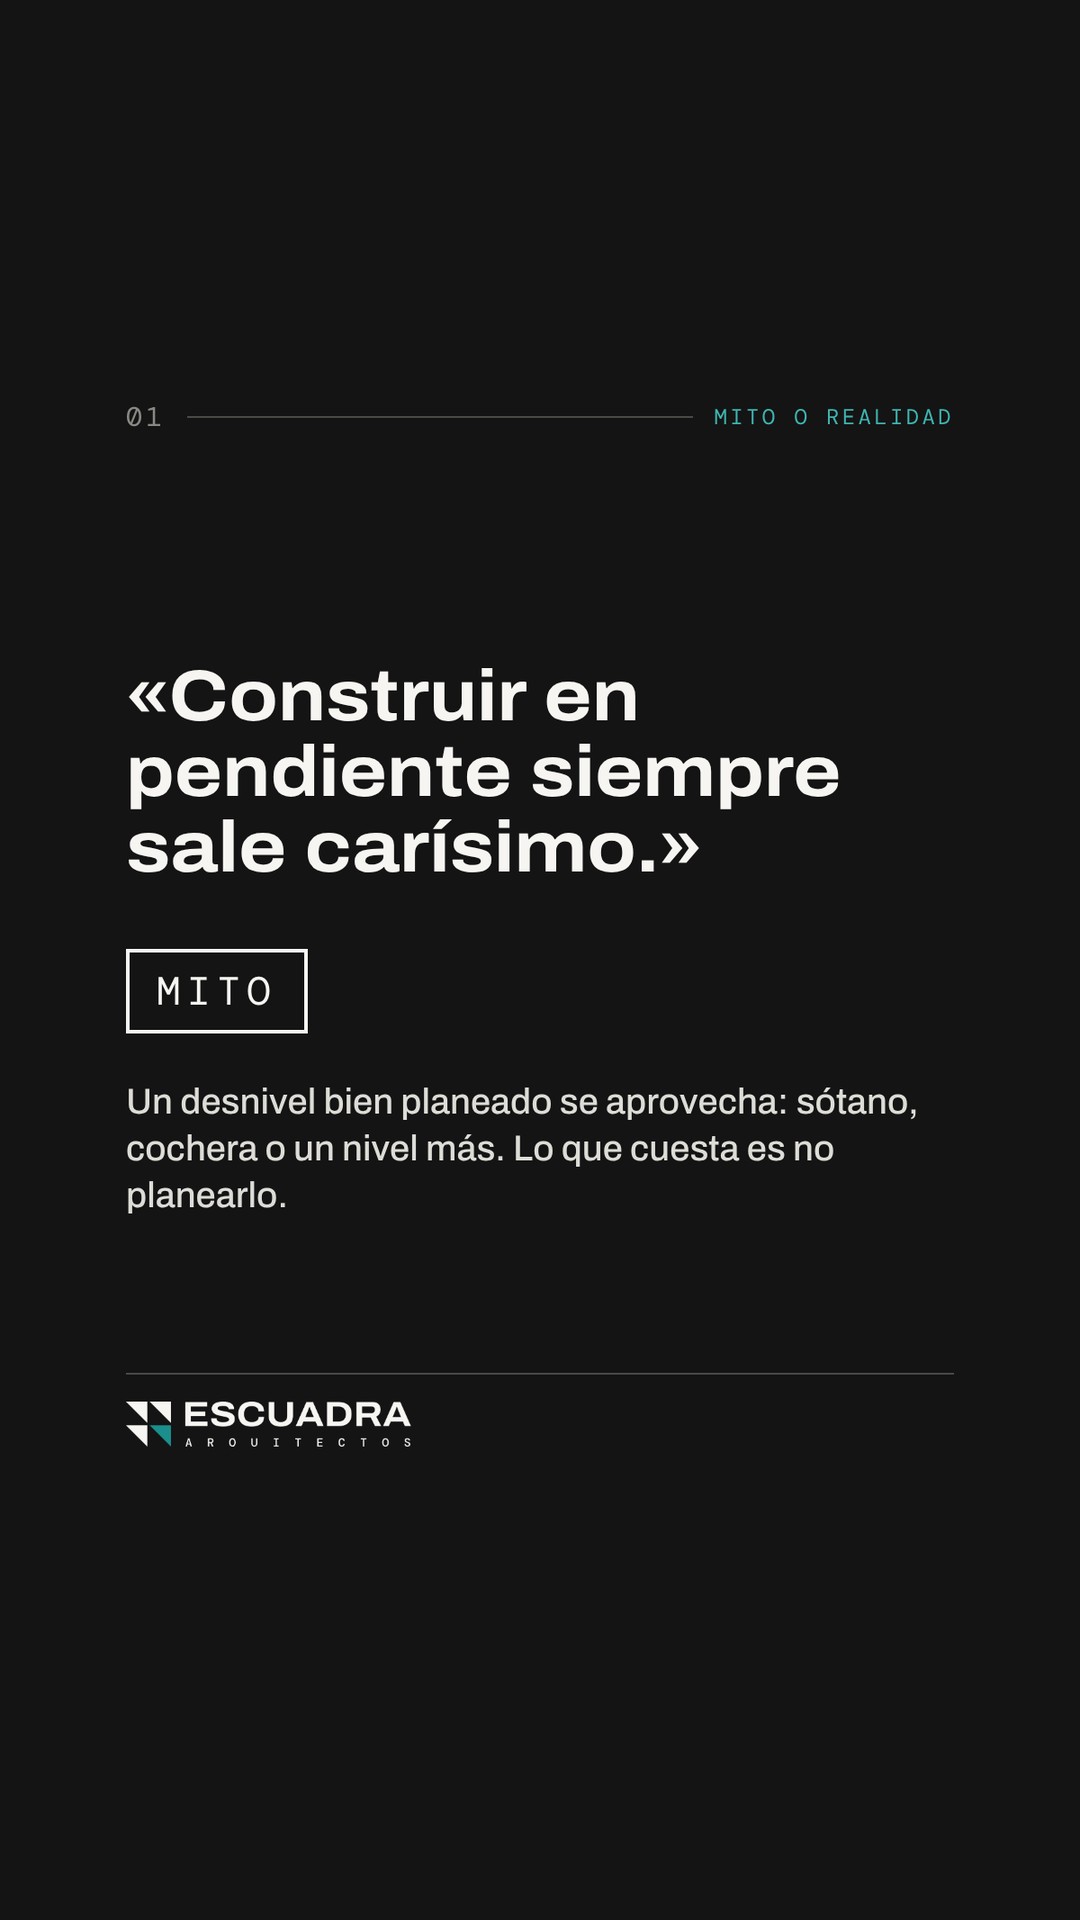 01 MITO O REALIDAD
«Construir en
pendiente siempre
sale carísimo.»
MITO
Un desnivel bien planeado se aprovecha: sótano,
cochera o un nivel más. Lo que cuesta es no
planearlo.
ESCUADRA
ARQUITECTOS